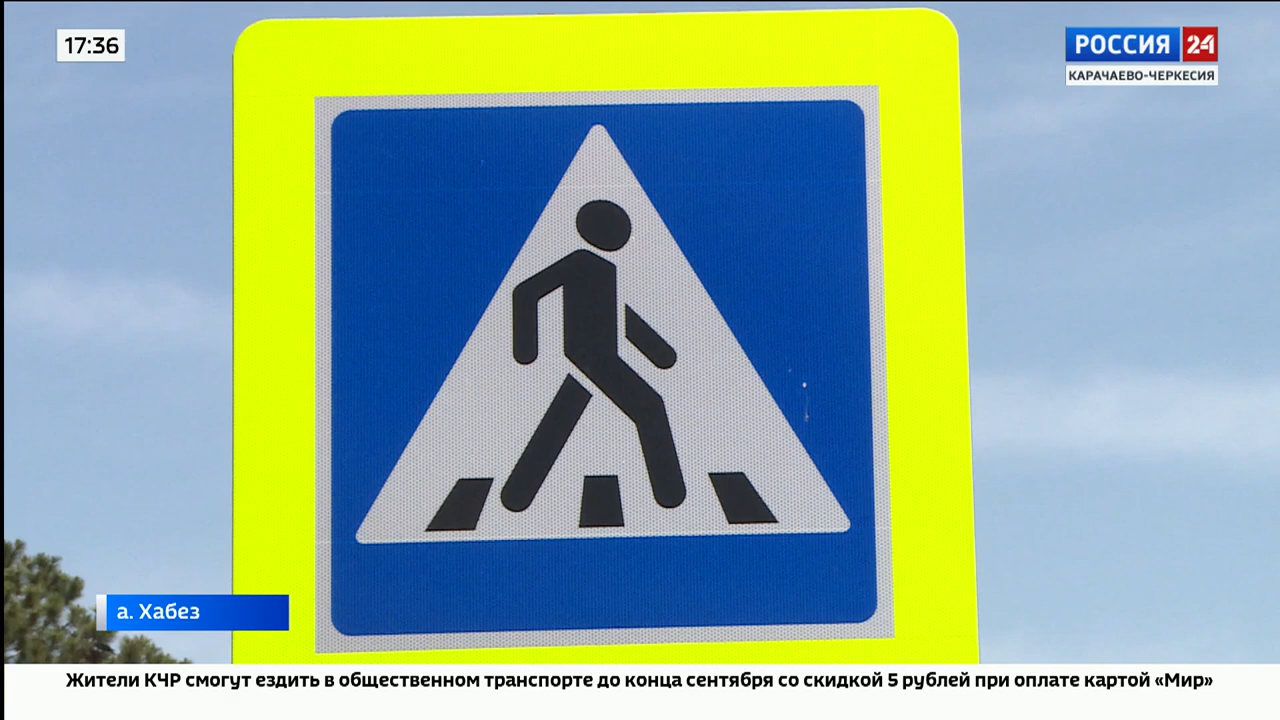 17:36
РОССИЯ 24
КАРАЧАЕВО-ЧЕРКЕСИЯ
а. Хабез
Жители КЧР смогут ездить в общественном транспорте до конца сентября со скидкой 5 рублей при оплате картой «Мир»